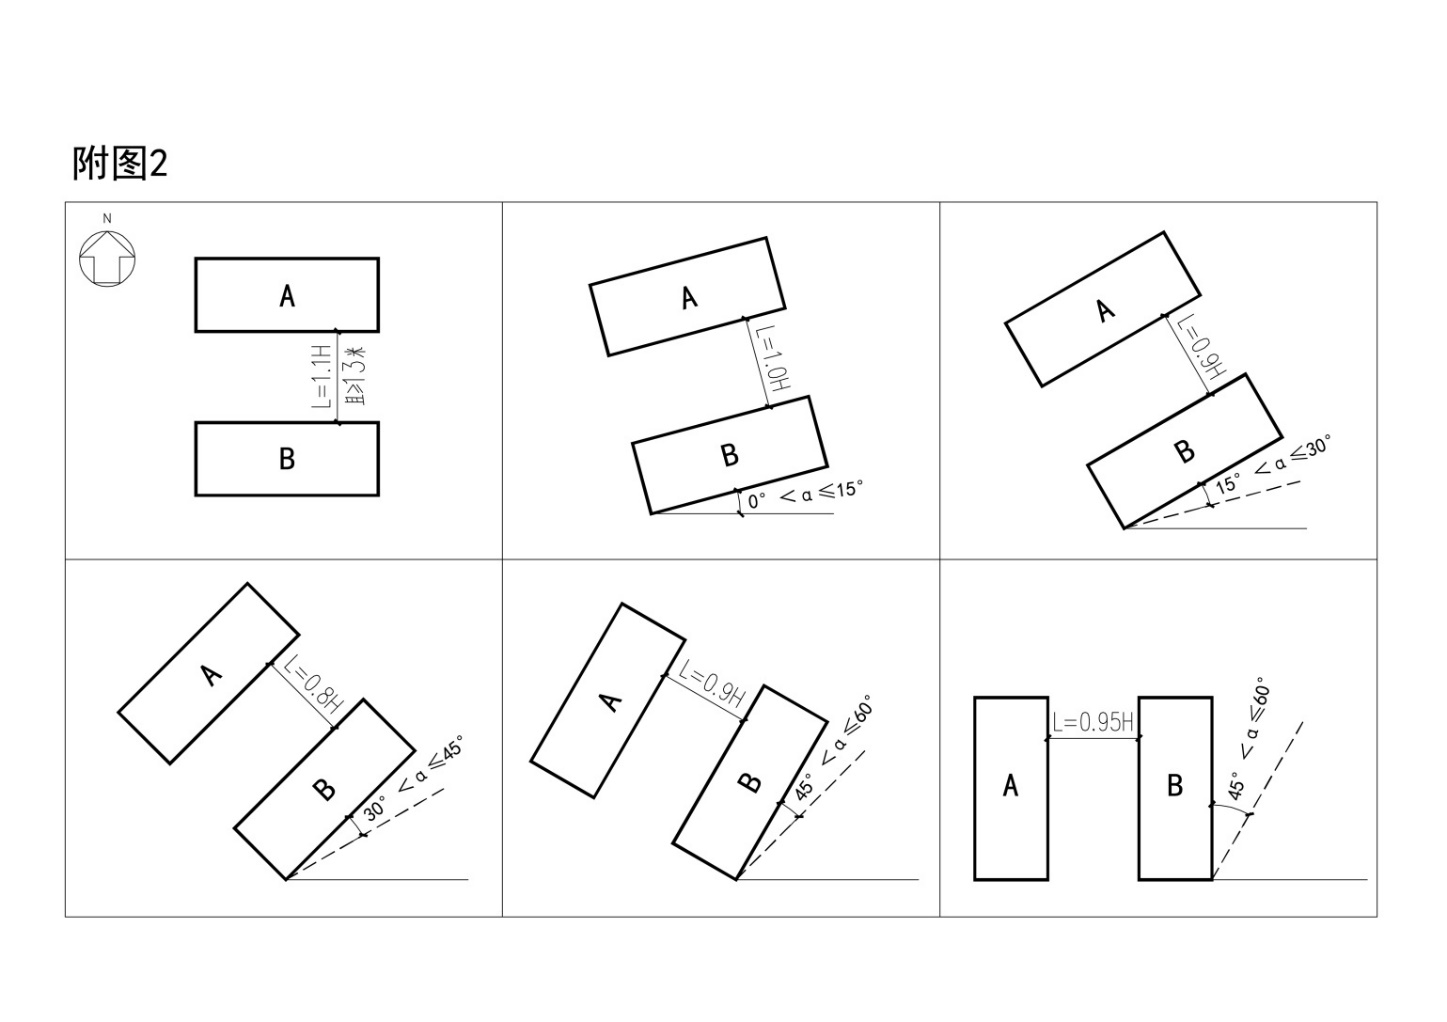 附图2
N
A
L=1.1H
且≥13米
B
A
L=1.0H
B
0° < α ≤15°
A
L=0.9H
B
15° < α ≤30°
A
L=0.8H
B
30° < α ≤45°
A
L=0.9H
B
45° < α ≤60°
A
L=0.95H
B
45° < α ≤60°